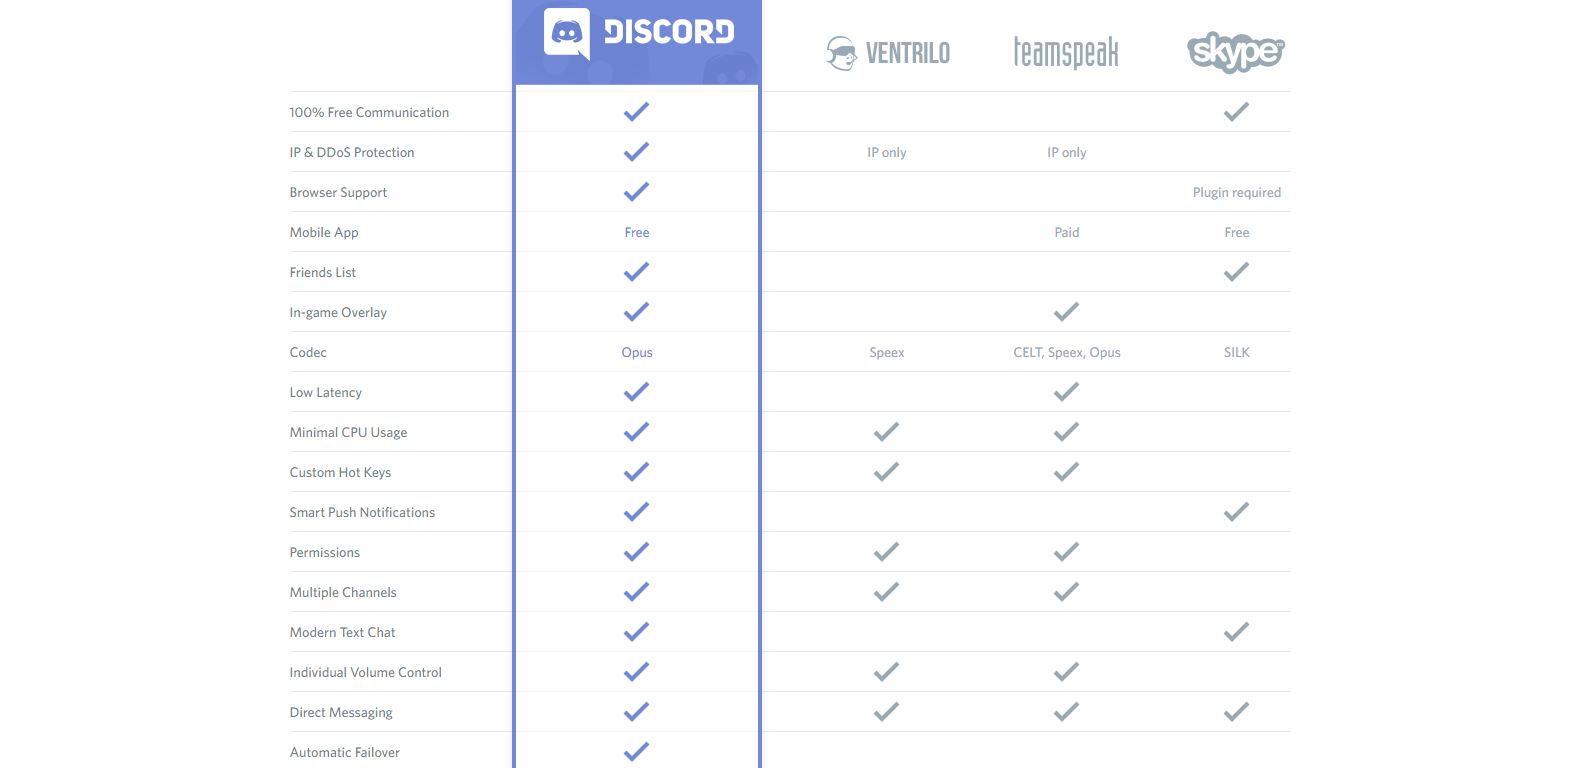 DISCORD VENTRILO teamspeak skype™
100% Free Communication
IP & DDoS Protection IP only IP only
Browser Support Plugin required
Mobile App Free Paid Free
Friends List
In-game Overlay
Codec Opus Speex CELT, Speex, Opus SILK
Low Latency
Minimal CPU Usage
Custom Hot Keys
Smart Push Notifications
Permissions
Multiple Channels
Modern Text Chat
Individual Volume Control
Direct Messaging
Automatic Failover